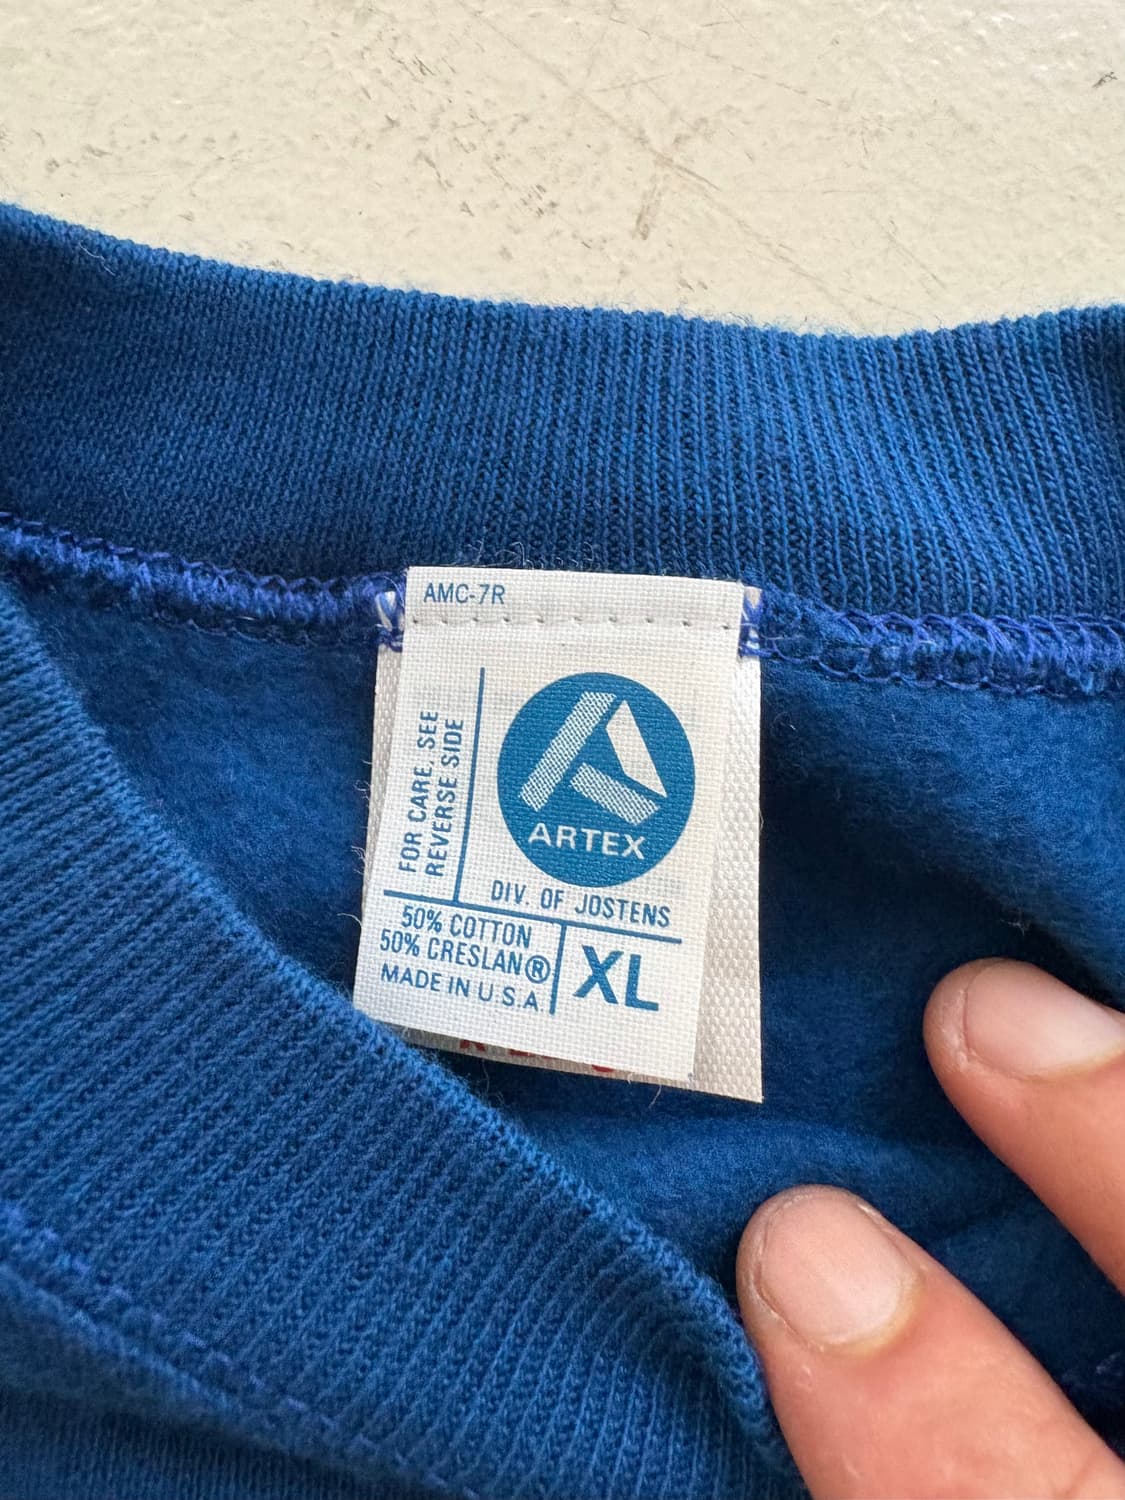 AMC-7R
FOR CARE, SEE
REVERSE SIDE
ARTEX
DIV. OF JOSTENS
50% COTTON
50% CRESLAN®
MADE IN U.S.A.
XL